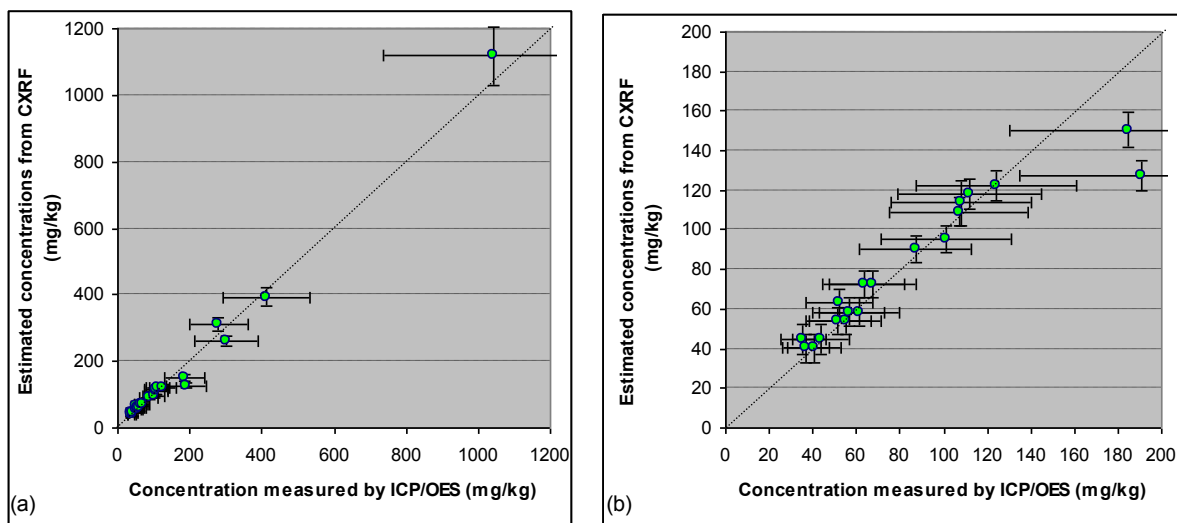 1200
1000
800
600
400
200
0
0 200 400 600 800 1000 1200
Estimated concentrations from CXRF
(mg/kg)
Concentration measured by ICP/OES (mg/kg)
(a)
200
180
160
140
120
100
80
60
40
20
0
0 20 40 60 80 100 120 140 160 180 200
Estimated concentrations from CXRF
(mg/kg)
Concentration measured by ICP/OES (mg/kg)
(b)